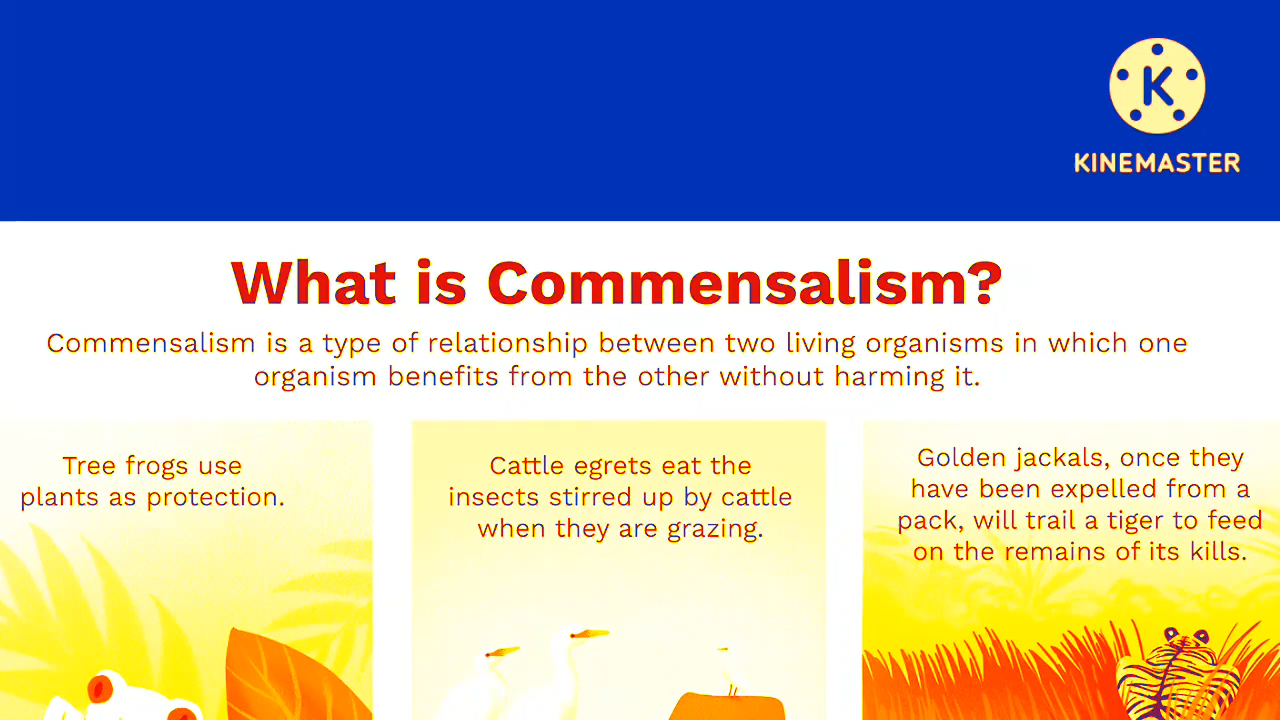 K
KINEMASTER
What is Commensalism?
Commensalism is a type of relationship between two living organisms in which one
organism benefits from the other without harming it.
Tree frogs use
plants as protection.
Cattle egrets eat the
insects stirred up by cattle
when they are grazing.
Golden jackals, once they
have been expelled from a
pack, will trail a tiger to feed
on the remains of its kills.